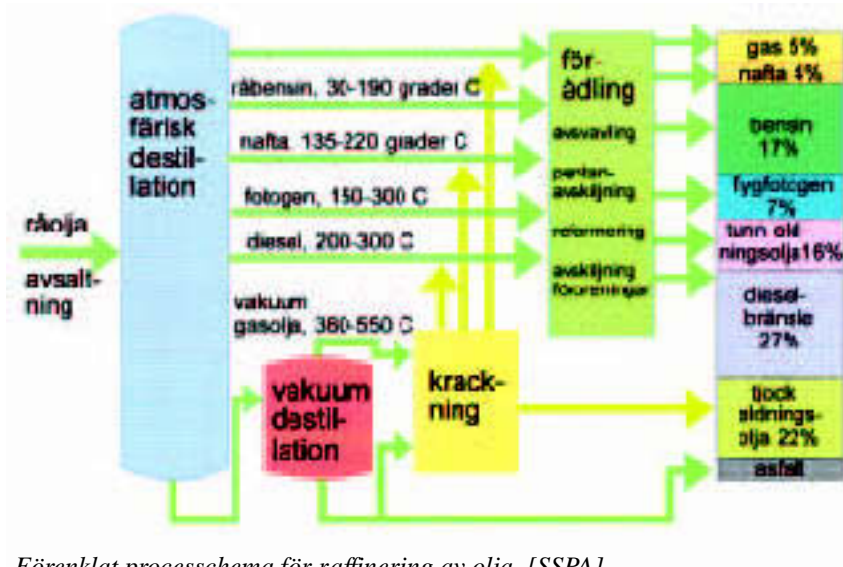 råolja
avsalt-
ning
atmos-
färisk
destil-
lation
råbensin, 30-190 grader C
nafta, 135-220 grader C
fotogen, 150-300 C
diesel, 200-300 C
vakuum
gasolja, 360-550 C
vakuum
destil-
lation
krack-
ning
för-
ädling
avsvavling
pentan-
avskiljning
reformering
avskiljning
föroreningar
gas 5%
nafta 4%
bensin
17%
flygfotogen
7%
tunn eld
ningsolja 16%
diesel-
bränsle
27%
tjock
eldnings-
olja 22%
asfalt
Förenklat processchema för raffinering av olja. [SSPA]